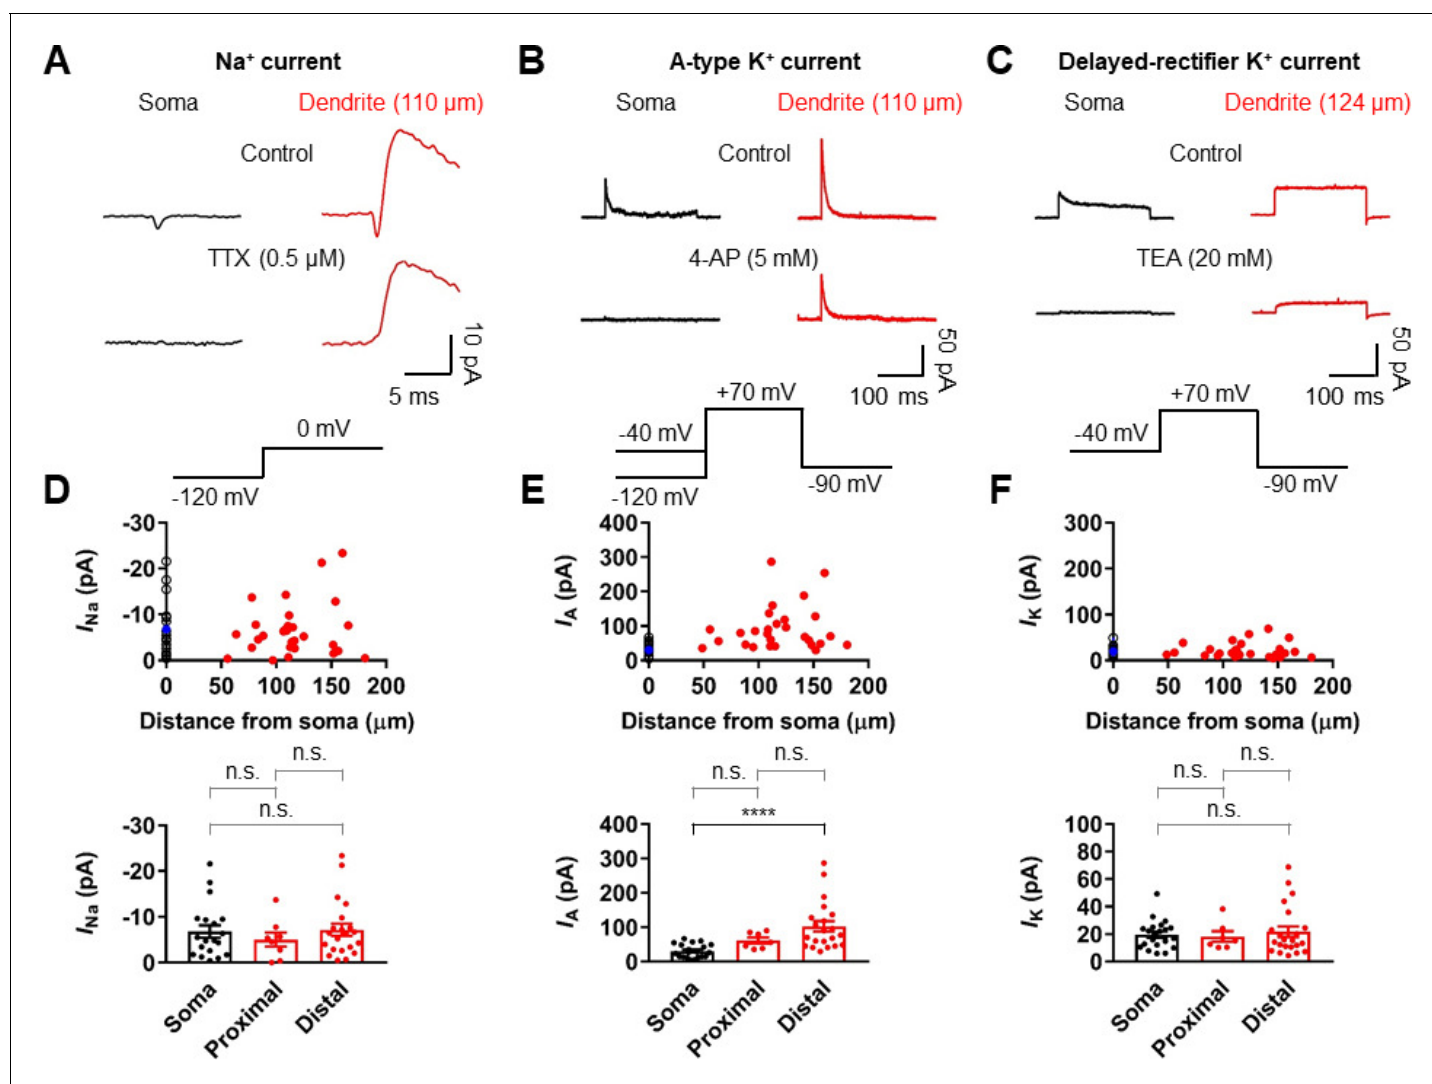 A
Na⁺ current
Soma
Dendrite (110 µm)
Control
TTX (0.5 µM)
10 pA
5 ms
0 mV
-120 mV
B
A-type K⁺ current
Soma
Dendrite (110 µm)
Control
4-AP (5 mM)
50 pA
100 ms
+70 mV
-40 mV
-120 mV
-90 mV
C
Delayed-rectifier K⁺ current
Soma
Dendrite (124 µm)
Control
TEA (20 mM)
50 pA
100 ms
+70 mV
-40 mV
-90 mV
D
INa (pA)
-30
-20
-10
0
0 50 100 150 200
Distance from soma (µm)
n.s.
n.s.
n.s.
INa (pA)
-30
-20
-10
0
Soma
Proximal
Distal
E
IA (pA)
400
300
200
100
0
0 50 100 150 200
Distance from soma (µm)
n.s.
n.s.
****
IA (pA)
400
300
200
100
0
Soma
Proximal
Distal
F
IK (pA)
300
200
100
0
0 50 100 150 200
Distance from soma (µm)
n.s.
n.s.
n.s.
IK (pA)
100
80
60
40
20
0
Soma
Proximal
Distal